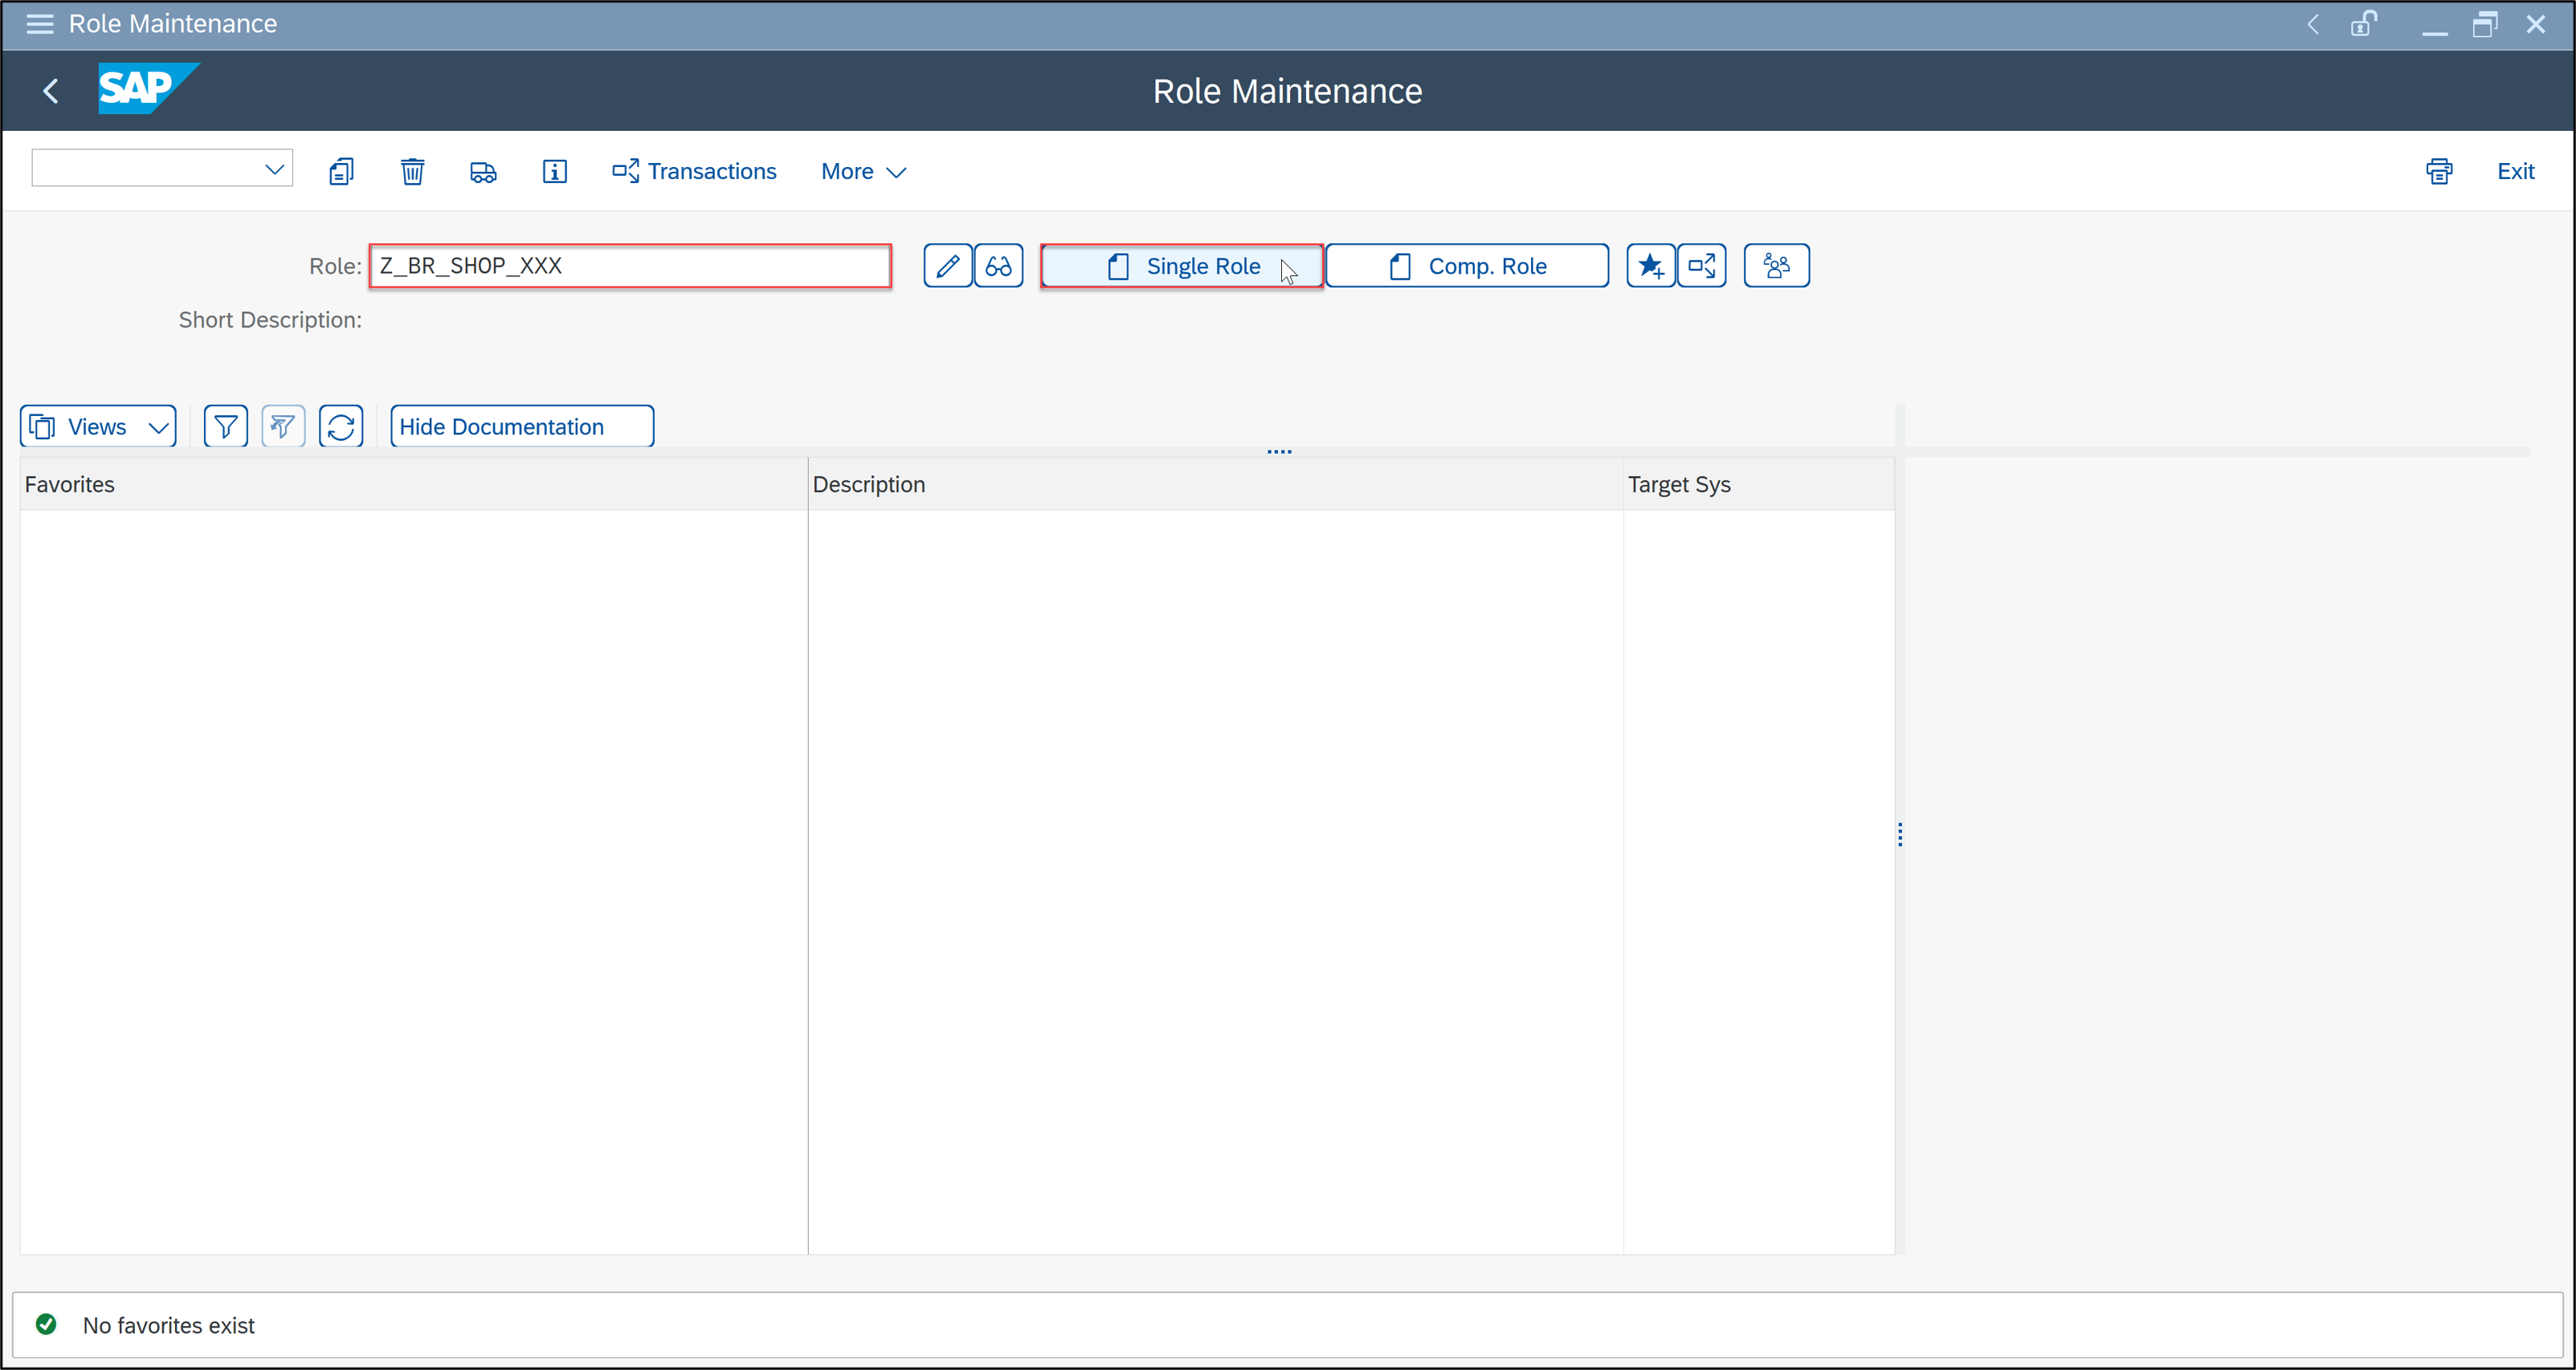 Role Maintenance
SAP
Role Maintenance
Transactions More Exit
Role: Z_BR_SHOP_XXX Single Role Comp. Role
Short Description:
Views Hide Documentation
Favorites Description Target Sys
No favorites exist